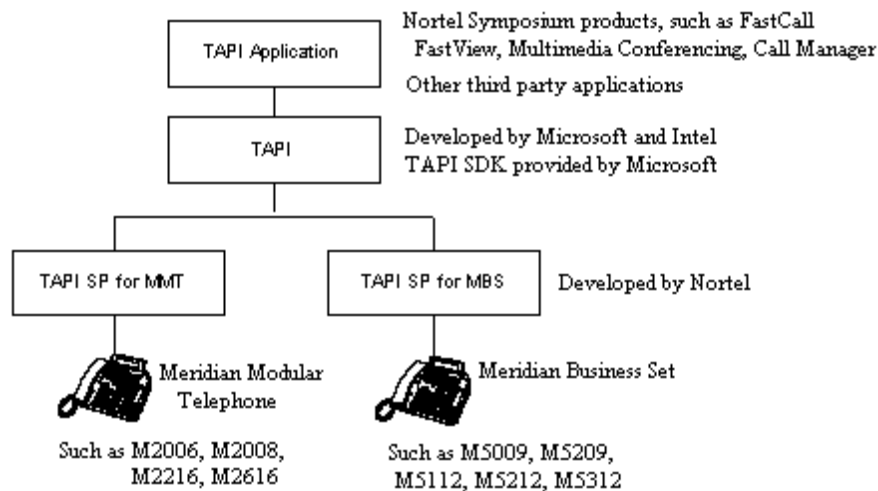 Nortel Symposium products, such as FastCall
FastView, Multimedia Conferencing, Call Manager
TAPI Application
Other third party applications
Developed by Microsoft and Intel
TAPI
TAPI SDK provided by Microsoft
TAPI SP for MMT
TAPI SP for MBS
Developed by Nortel
Meridian Modular
Telephone
Meridian Business Set
Such as M2006, M2008,
M2216, M2616
Such as M5009, M5209,
M5112, M5212, M5312